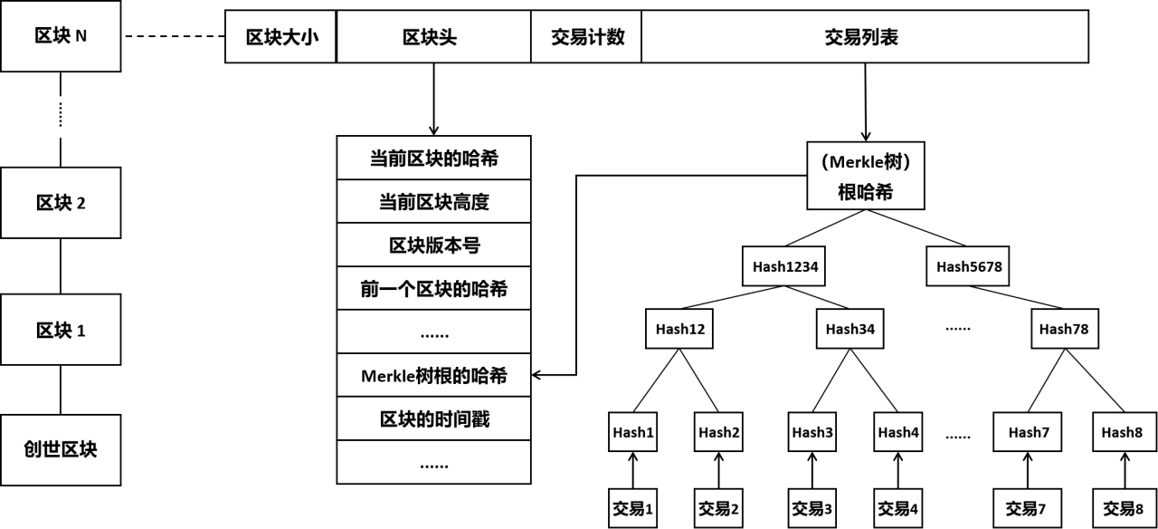 区块 N
区块大小
区块头
交易计数
交易列表
当前区块的哈希
当前区块高度
区块版本号
前一个区块的哈希
......
Merkle树根的哈希
区块的时间戳
......
（Merkle树）
根哈希
Hash1234
Hash5678
Hash12
Hash34
......
Hash78
Hash1
Hash2
Hash3
Hash4
......
Hash7
Hash8
交易1
交易2
交易3
交易4
交易7
交易8
区块 2
区块 1
创世区块